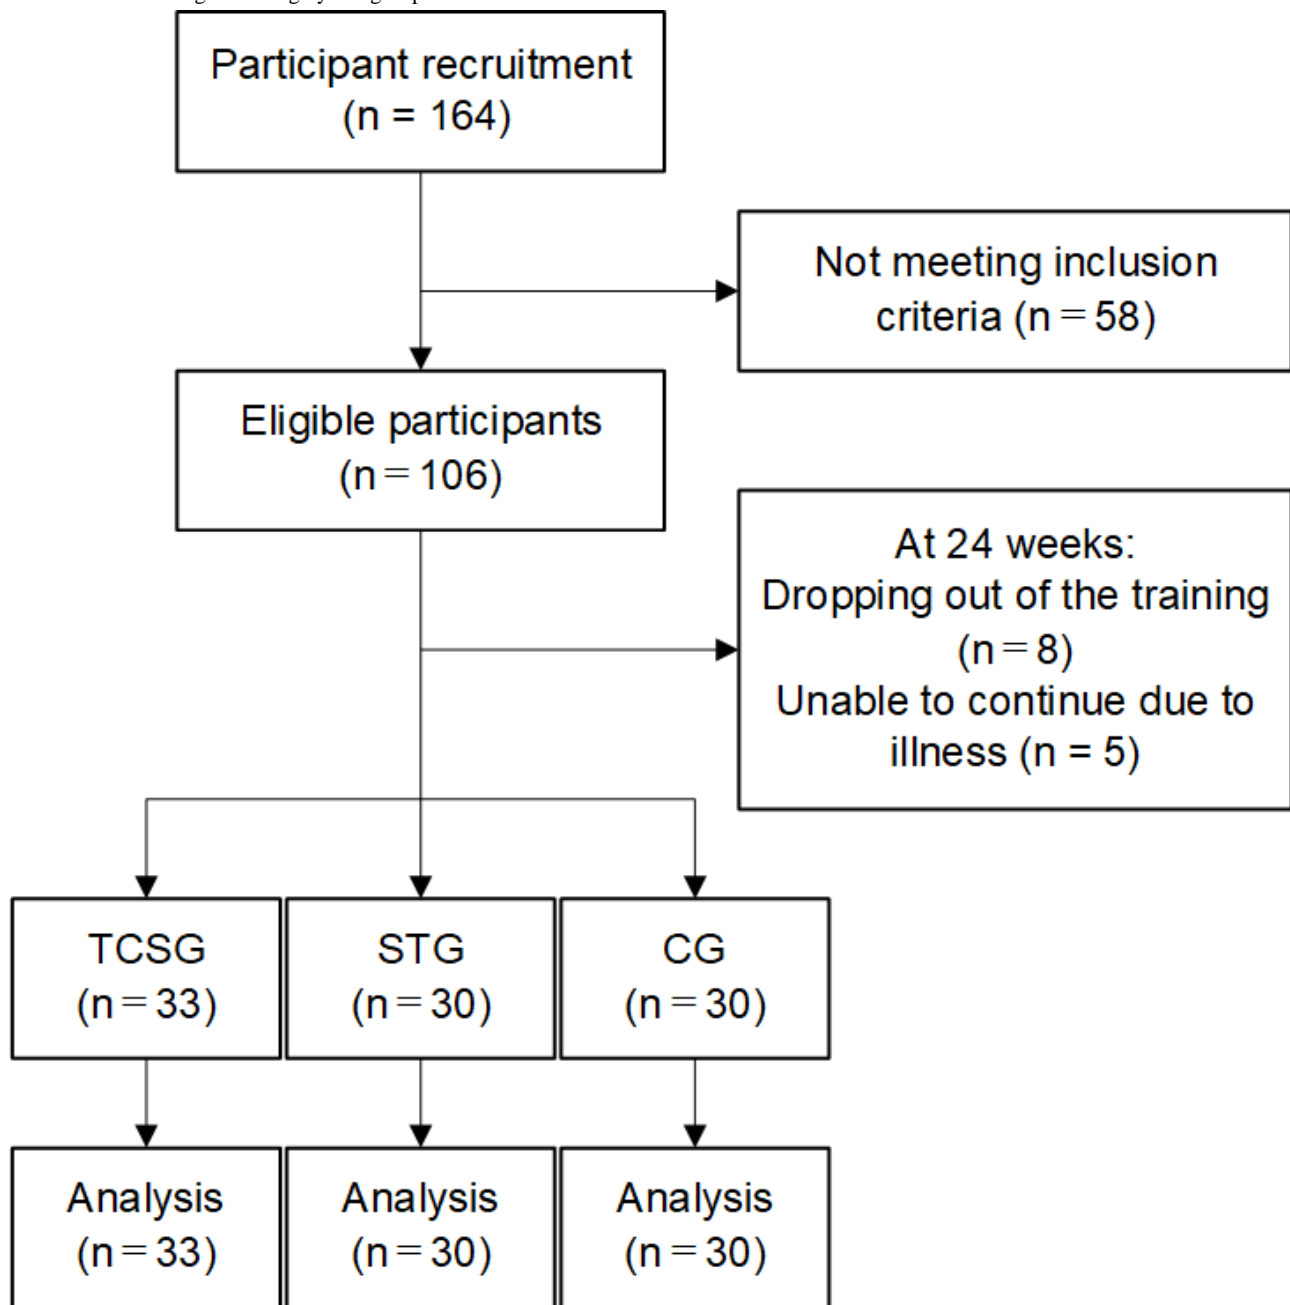 Participant recruitment
(n = 164)
Not meeting inclusion
criteria (n = 58)
Eligible participants
(n = 106)
At 24 weeks:
Dropping out of the training
(n = 8)
Unable to continue due to
illness (n = 5)
TCSG
(n = 33)
STG
(n = 30)
CG
(n = 30)
Analysis
(n = 33)
Analysis
(n = 30)
Analysis
(n = 30)